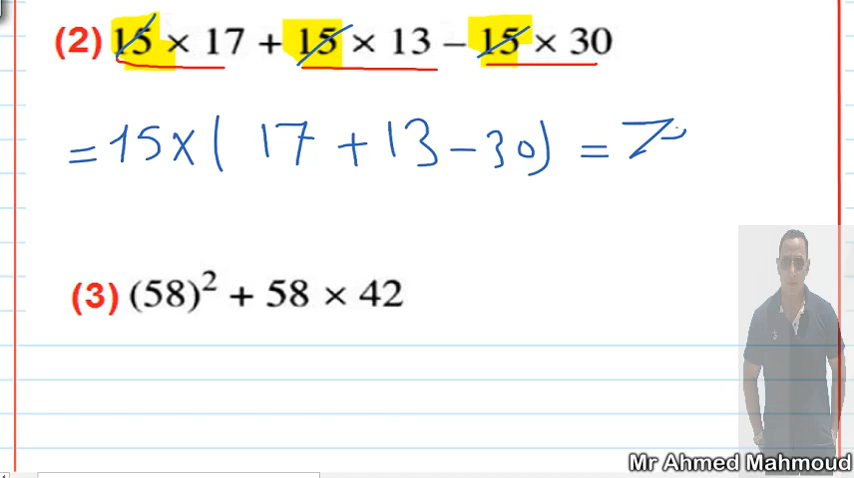 (2) 15 × 17 + 15 × 13 – 15 × 30
= 15 × ( 17 + 13 – 30 ) =
(3) (58)² + 58 × 42
Mr Ahmed Mahmoud